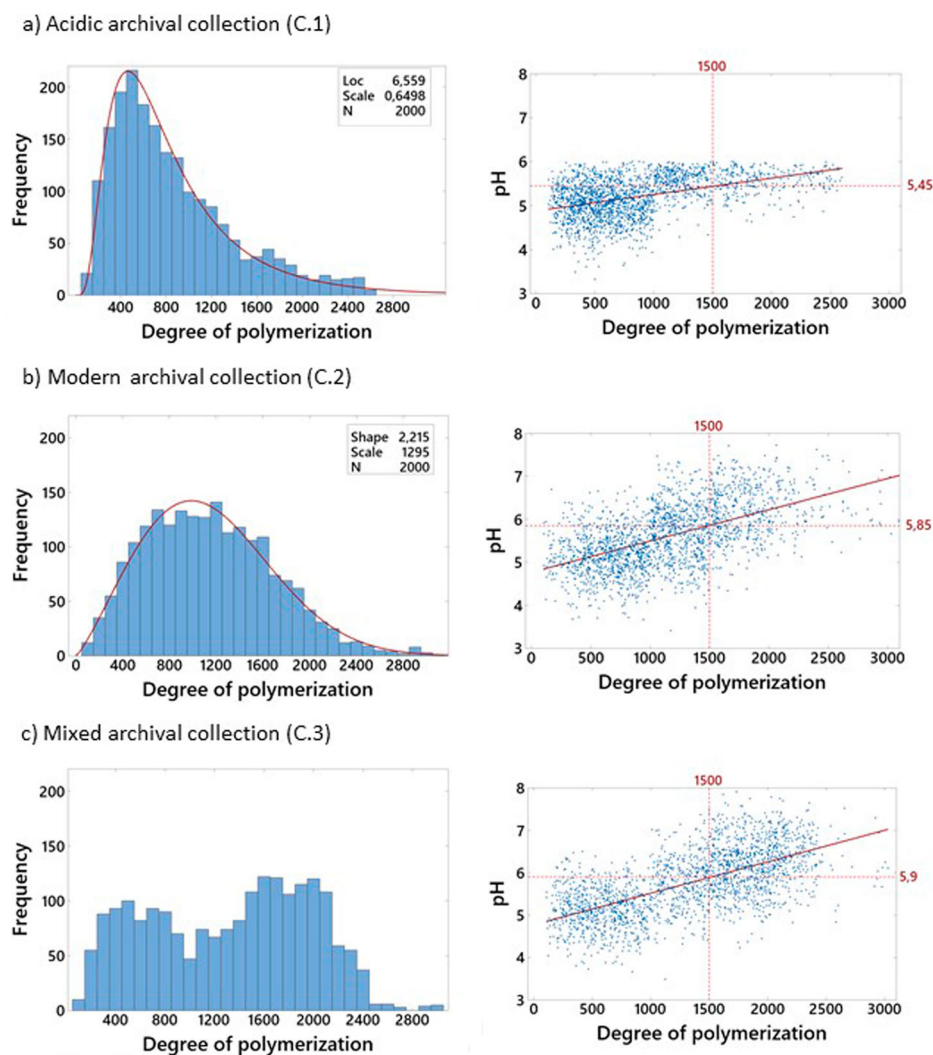 a) Acidic archival collection (C.1)
200
150
100
50
0
Frequency
Loc 6,559
Scale 0,6498
N 2000
400 800 1200 1600 2000 2400 2800
Degree of polymerization
1500
8
7
6
5
4
3
pH
5,45
0 500 1000 1500 2000 2500 3000
Degree of polymerization
b) Modern archival collection (C.2)
200
150
100
50
0
Frequency
Shape 2,215
Scale 1295
N 2000
0 400 800 1200 1600 2000 2400 2800
Degree of polymerization
1500
8
7
6
5
4
3
pH
5,85
0 500 1000 1500 2000 2500 3000
Degree of polymerization
c) Mixed archival collection (C.3)
200
150
100
50
0
Frequency
400 800 1200 1600 2000 2400 2800
Degree of polymerization
1500
8
7
6
5
4
3
pH
5,9
0 500 1000 1500 2000 2500 3000
Degree of polymerization